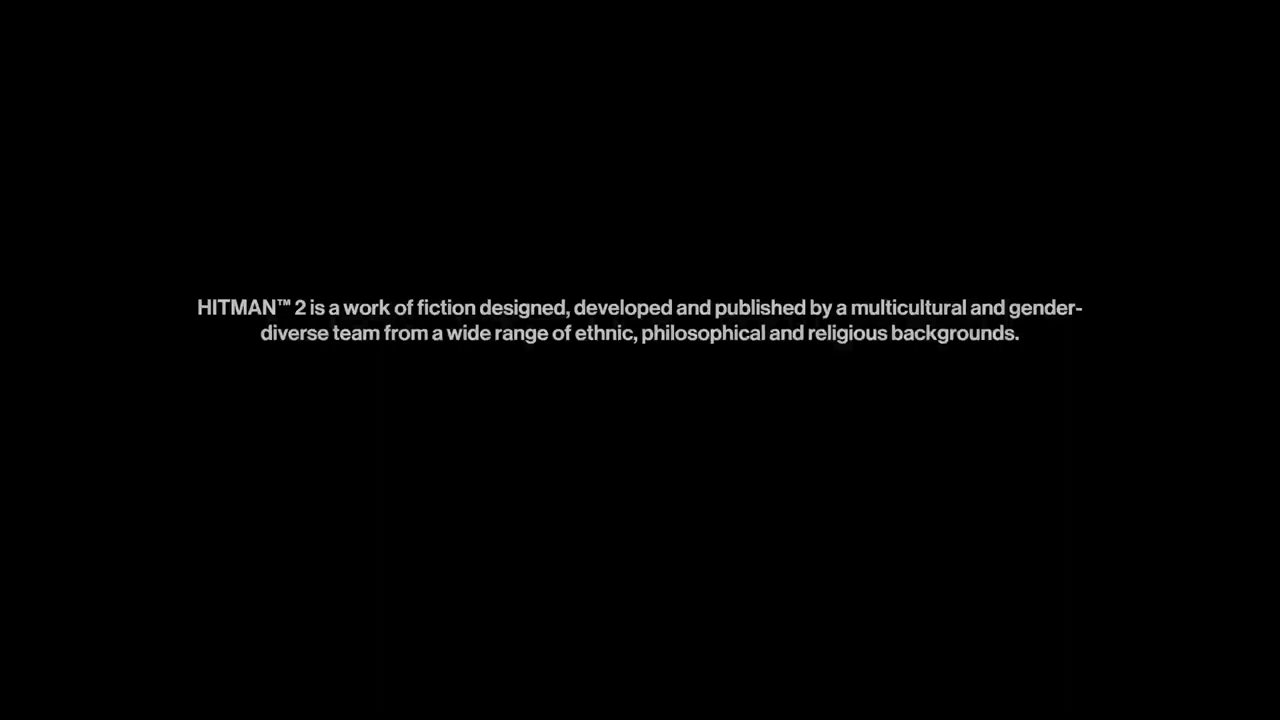 HITMAN™ 2 is a work of fiction designed, developed and published by a multicultural and gender-
diverse team from a wide range of ethnic, philosophical and religious backgrounds.